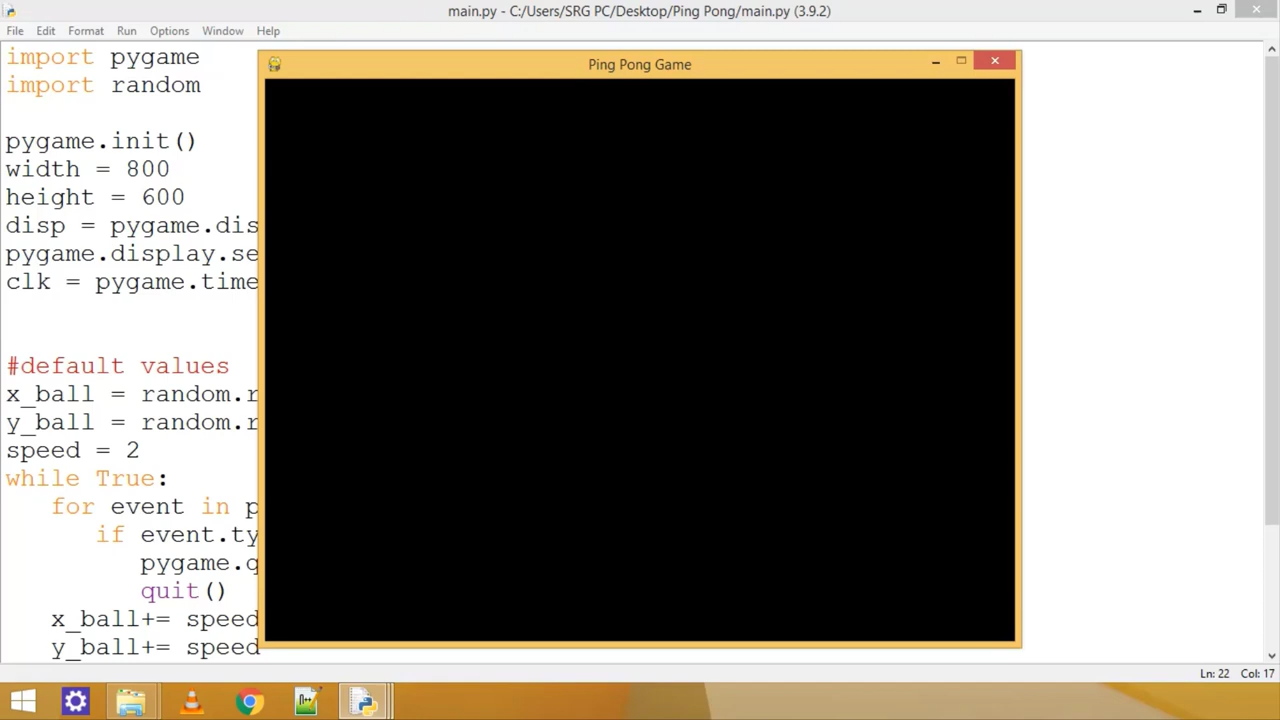 main.py - C:/Users/SRG PC/Desktop/Ping Pong/main.py (3.9.2)
File Edit Format Run Options Window Help
import pygame
import random
Ping Pong Game
pygame.init()
width = 800
height = 600
disp = pygame.dis
pygame.display.se
clk = pygame.time
#default values
x_ball = random.r
y_ball = random.r
speed = 2
while True:
for event in p
if event.ty
pygame.q
quit()
x_ball+= speed
y_ball+= speed
Ln: 22 Col: 17